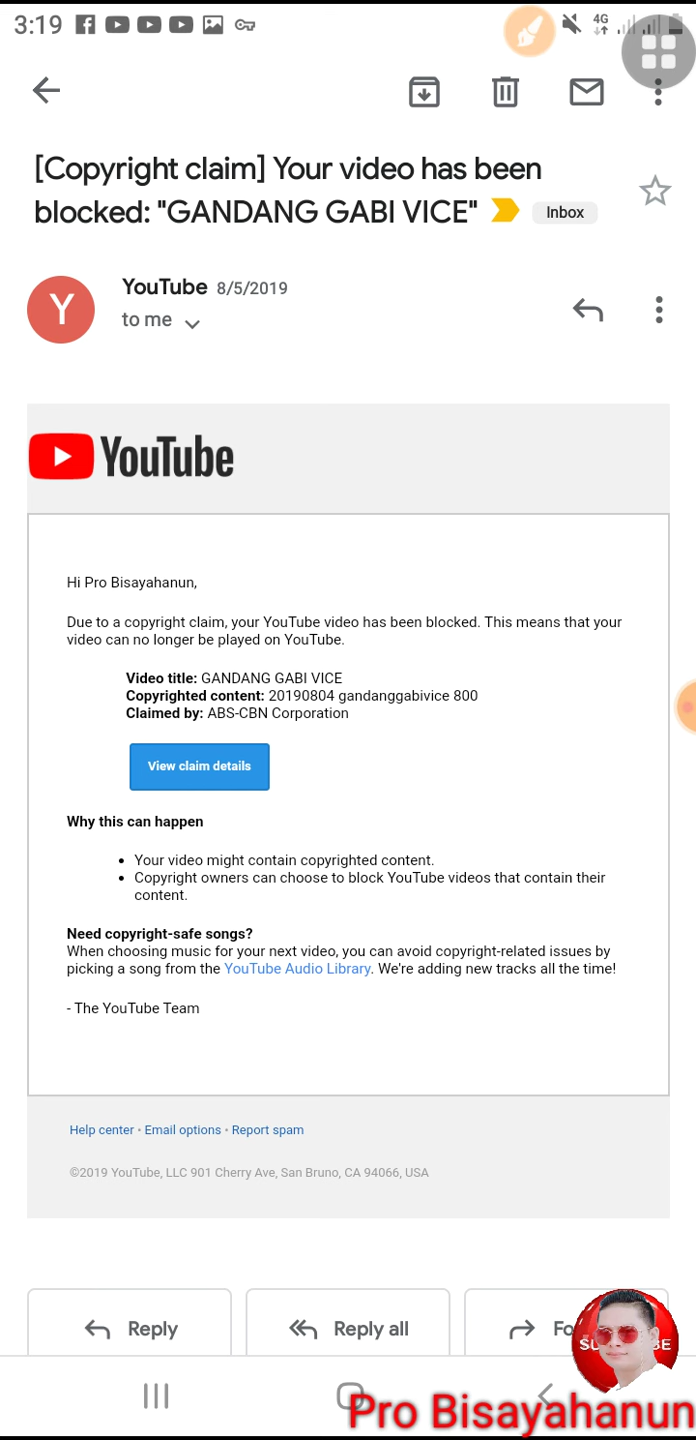 3:19
4G
[Copyright claim] Your video has been
blocked: "GANDANG GABI VICE" Inbox
Y
YouTube 8/5/2019
to me
YouTube
Hi Pro Bisayahanun,
Due to a copyright claim, your YouTube video has been blocked. This means that your
video can no longer be played on YouTube.
Video title: GANDANG GABI VICE
Copyrighted content: 20190804 gandanggabivice 800
Claimed by: ABS-CBN Corporation
View claim details
Why this can happen
• Your video might contain copyrighted content.
• Copyright owners can choose to block YouTube videos that contain their
content.
Need copyright-safe songs?
When choosing music for your next video, you can avoid copyright-related issues by
picking a song from the YouTube Audio Library. We're adding new tracks all the time!
- The YouTube Team
Help center • Email options • Report spam
©2019 YouTube, LLC 901 Cherry Ave, San Bruno, CA 94066, USA
Reply Reply all Fo
Pro Bisayahanun